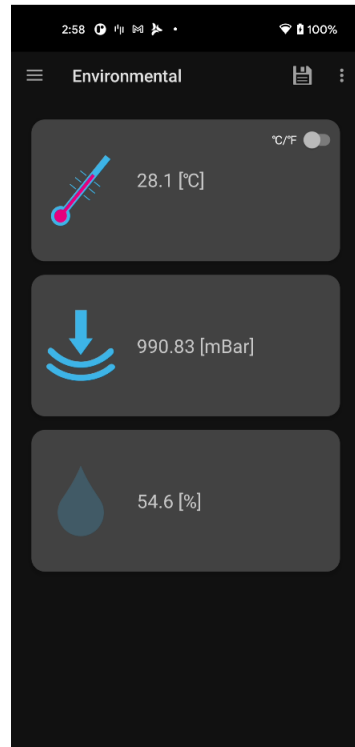 2:58 100%
Environmental
°C/°F
28.1 [°C]
990.83 [mBar]
54.6 [%]